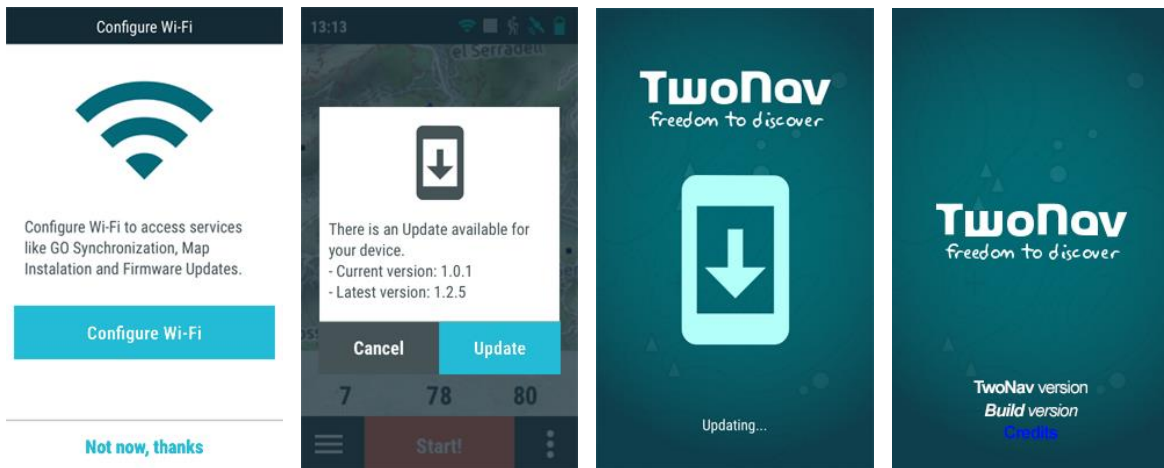 Configure Wi-Fi
Configure Wi-Fi to access services
like GO Synchronization, Map
Instalation and Firmware Updates.
Configure Wi-Fi
Not now, thanks
13:13
el Serradell
There is an Update available for
your device.
- Current version: 1.0.1
- Latest version: 1.2.5
Cancel
Update
7 78 80
Start!
TwoNav
freedom to discover
Updating...
TwoNav
freedom to discover
TwoNav version
Build version
Credits